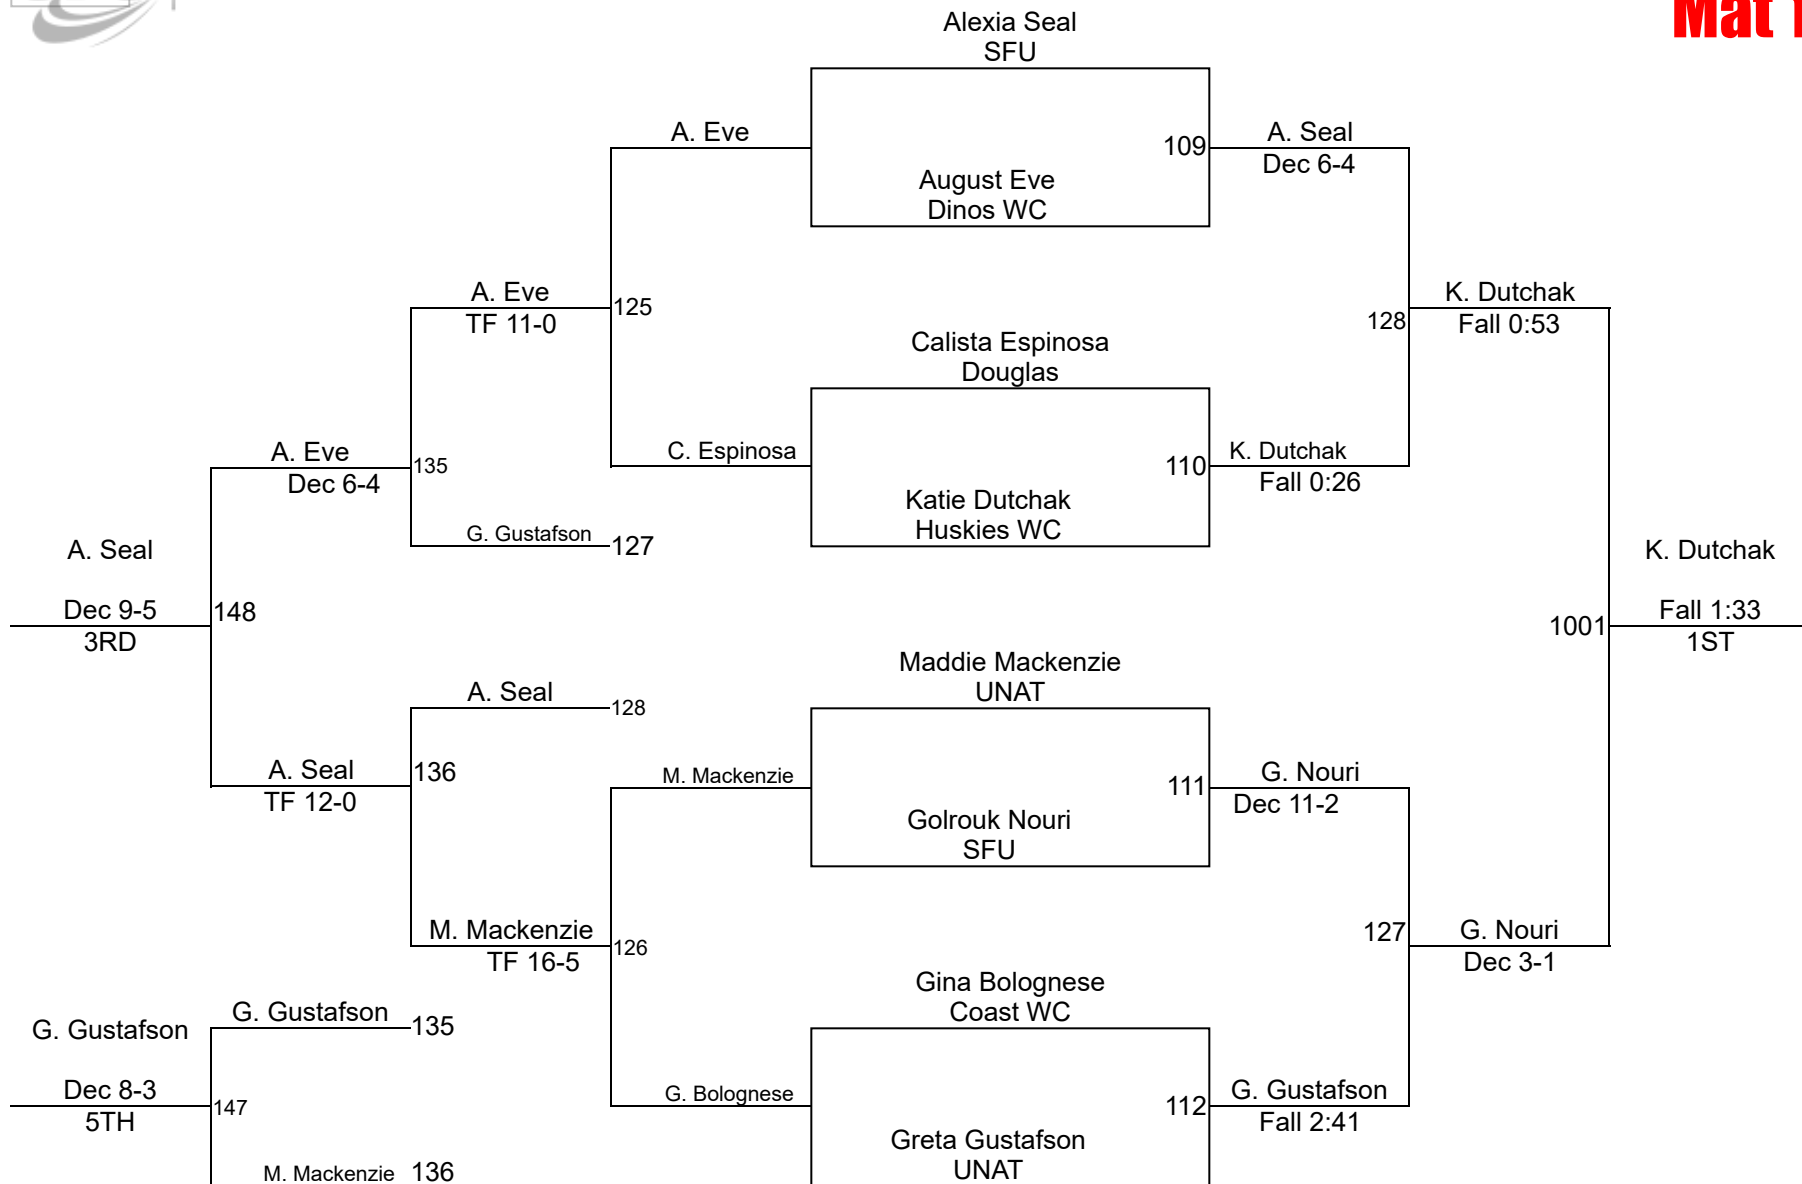 Mat 1
Alexia Seal
SFU
A. Eve
109
A. Seal
Dec 6-4
August Eve
Dinos WC
A. Eve
TF 11-0
125
K. Dutchak
Fall 0:53
128
Calista Espinosa
Douglas
A. Eve
Dec 6-4
135
C. Espinosa
110
K. Dutchak
Fall 0:26
Katie Dutchak
Huskies WC
G. Gustafson
127
A. Seal
Dec 9-5
3RD
148
K. Dutchak
Fall 1:33
1ST
1001
Maddie Mackenzie
UNAT
A. Seal
128
A. Seal
TF 12-0
136
M. Mackenzie
111
G. Nouri
Dec 11-2
Golrouk Nouri
SFU
M. Mackenzie
TF 16-5
126
127
G. Nouri
Dec 3-1
Gina Bolognese
Coast WC
G. Gustafson
135
G. Gustafson
Dec 8-3
5TH
147
G. Bolognese
112
G. Gustafson
Fall 2:41
Greta Gustafson
UNAT
M. Mackenzie
136